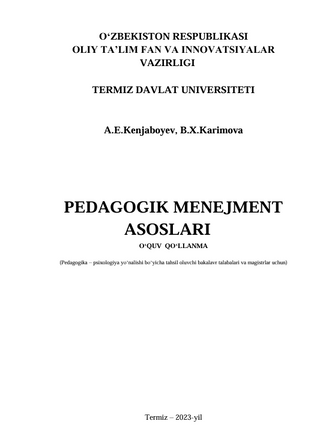 O‘ZBEKISTON RESPUBLIKASI
OLIY TA’LIM FAN VA INNOVATSIYALAR
VAZIRLIGI
TERMIZ DAVLAT UNIVERSITETI
A.E.Kenjaboyev, B.X.Karimova
PEDAGOGIK MENEJMENT
ASOSLARI
O‘QUV QO‘LLANMA
(Pedagogika – psixologiya yo‘nalishi bo‘yicha tahsil oluvchi bakalavr talabalari va magistrlar uchun)
Termiz – 2023-yil